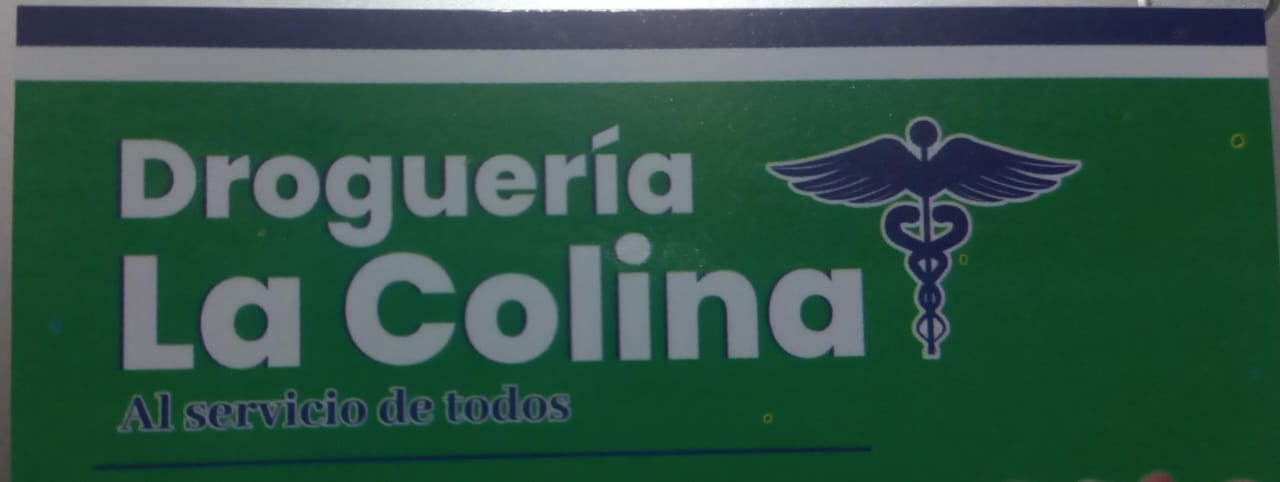 Droguería
La Colina
Al servicio de todos